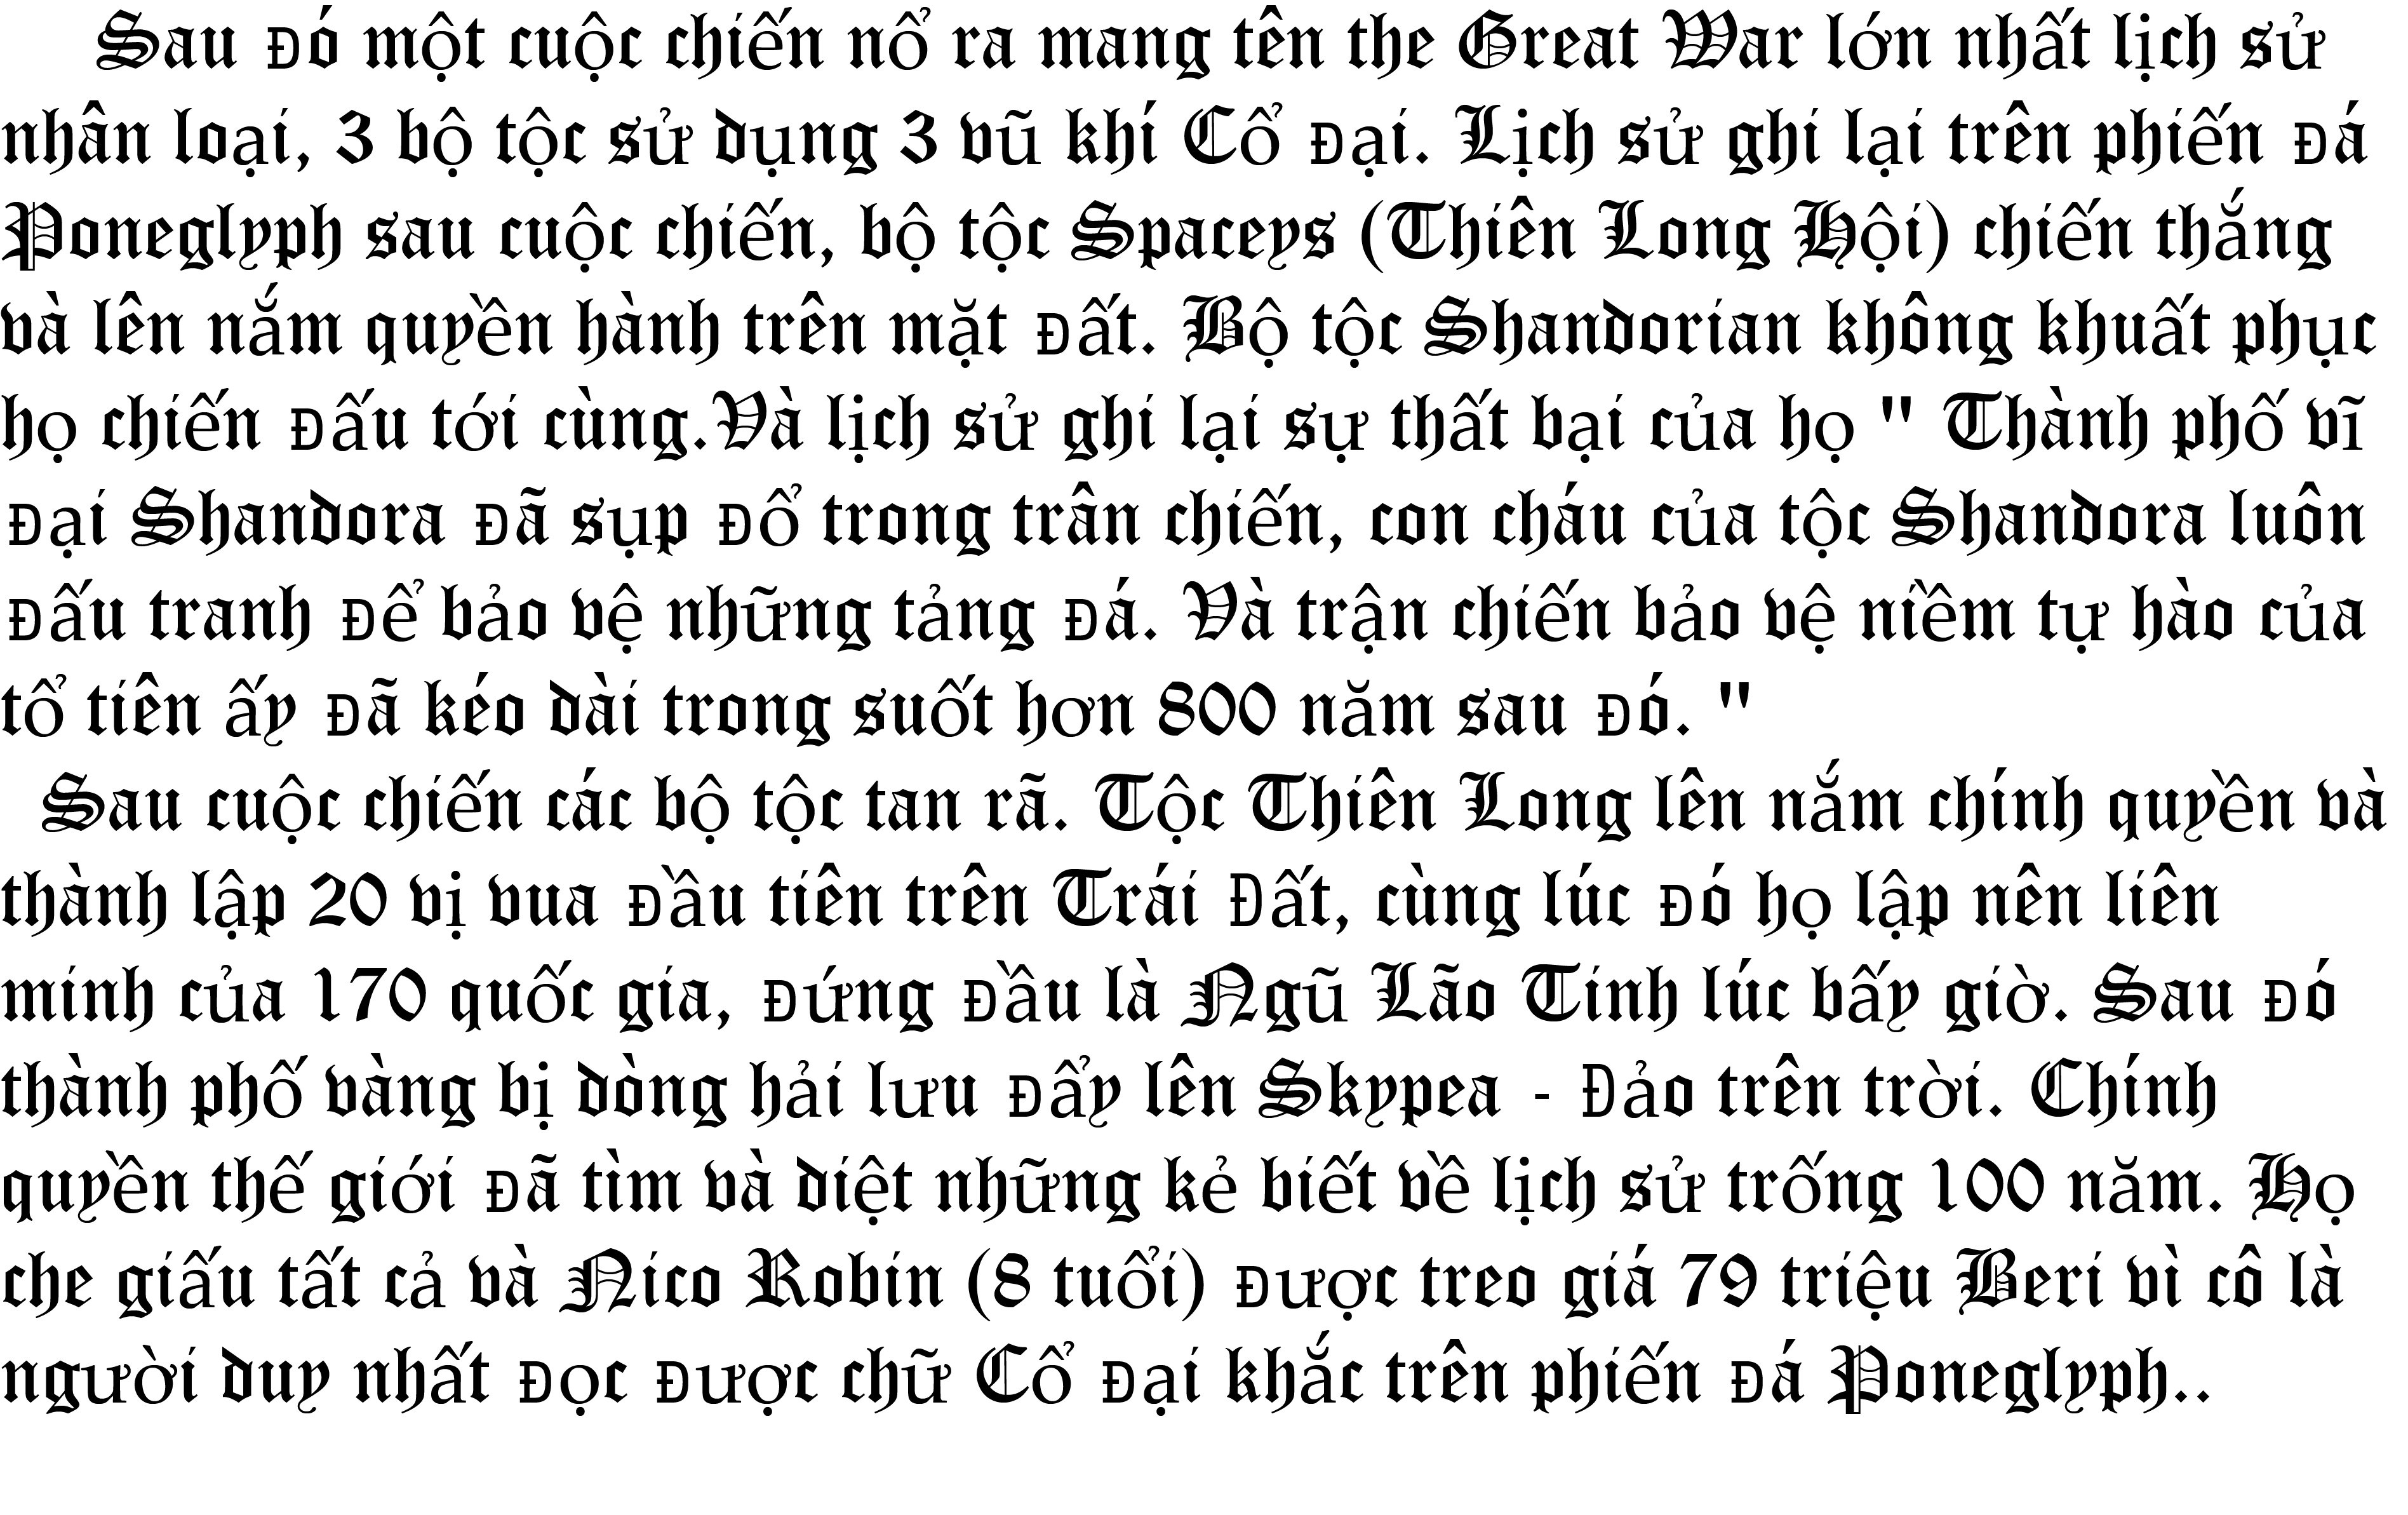 Sau Đó một cuộc chiến nổ ra mang tên the Great War lớn nhất lịch sử
nhân loại, 3 bộ tộc sử dụng 3 vũ khí Cổ Đại. Lịch sử ghi lại trên phiến Đá
Poneglyph sau cuộc chiến, bộ tộc Spaceys (Thiên Long Hội) chiến thắng
và lên nắm quyền hành trên mặt Đất. Bộ tộc Shandorian không khuất phục
họ chiến Đấu tới cùng.Và lịch sử ghi lại sự thất bại của họ " Thành phố vĩ
Đại Shandora Đã sụp Đổ trong trân chiến, con cháu của tộc Shandora luôn
Đấu tranh Để bảo vệ những tảng Đá. Và trận chiến bảo vệ niềm tự hào của
tổ tiên ấy Đã kéo dài trong suốt hơn 800 năm sau Đó. "
Sau cuộc chiến các bộ tộc tan rã. Tộc Thiên Long lên nắm chính quyền và
thành lập 20 vị vua Đầu tiên trên Trái Đất, cùng lúc Đó họ lập nên liên
minh của 170 quốc gia, Đứng Đầu là Ngũ Lão Tinh lúc bấy giờ. Sau Đó
thành phố vàng bị dòng hải lưu Đẩy lên Skypea - Đảo trên trời. Chính
quyền thế giới Đã tìm và diệt những kẻ biết về lịch sử trống 100 năm. Họ
che giấu tất cả và Nico Robin (8 tuổi) Được treo giá 79 triệu Beri vì cô là
người duy nhất Đọc Được chữ Cổ Đại khắc trên phiến Đá Poneglyph..